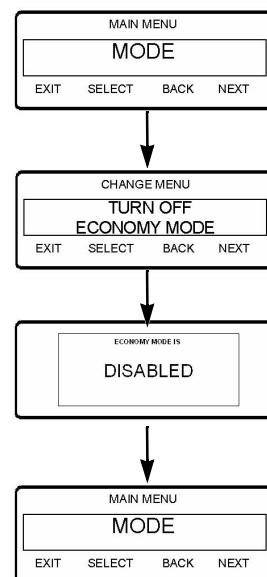 MAIN MENU
MODE
EXIT SELECT BACK NEXT
CHANGE MENU
TURN OFF
ECONOMY MODE
EXIT SELECT BACK NEXT
ECONOMY MODE IS
DISABLED
MAIN MENU
MODE
EXIT SELECT BACK NEXT